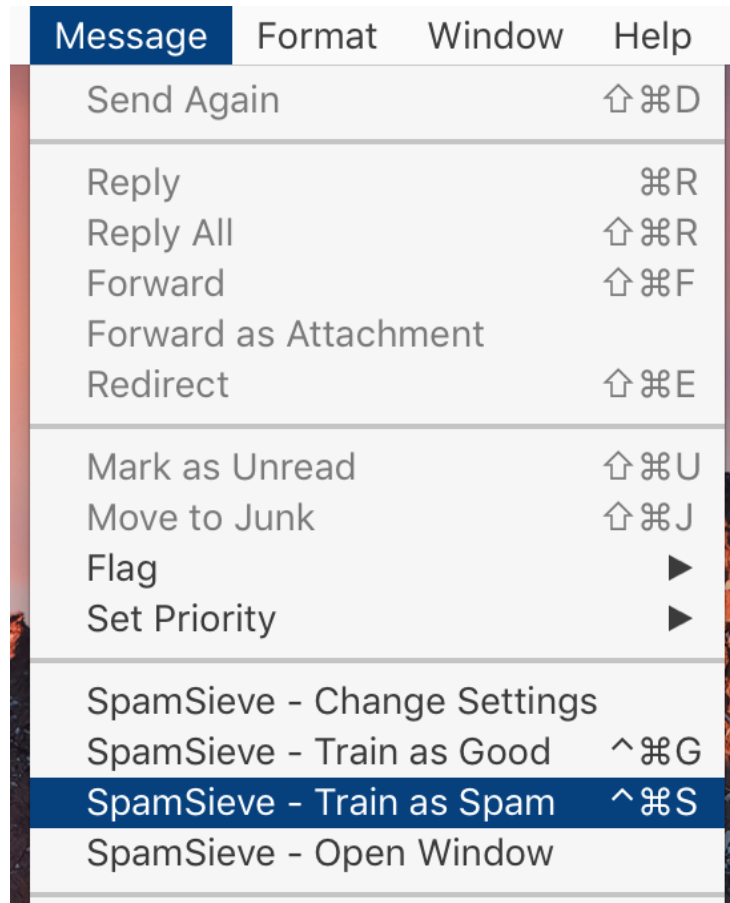 Message Format Window Help
Send Again ⇧⌘D
Reply ⌘R
Reply All ⇧⌘R
Forward ⇧⌘F
Forward as Attachment
Redirect ⇧⌘E
Mark as Unread ⇧⌘U
Move to Junk ⇧⌘J
Flag ▶
Set Priority ▶
SpamSieve - Change Settings
SpamSieve - Train as Good ^⌘G
SpamSieve - Train as Spam ^⌘S
SpamSieve - Open Window